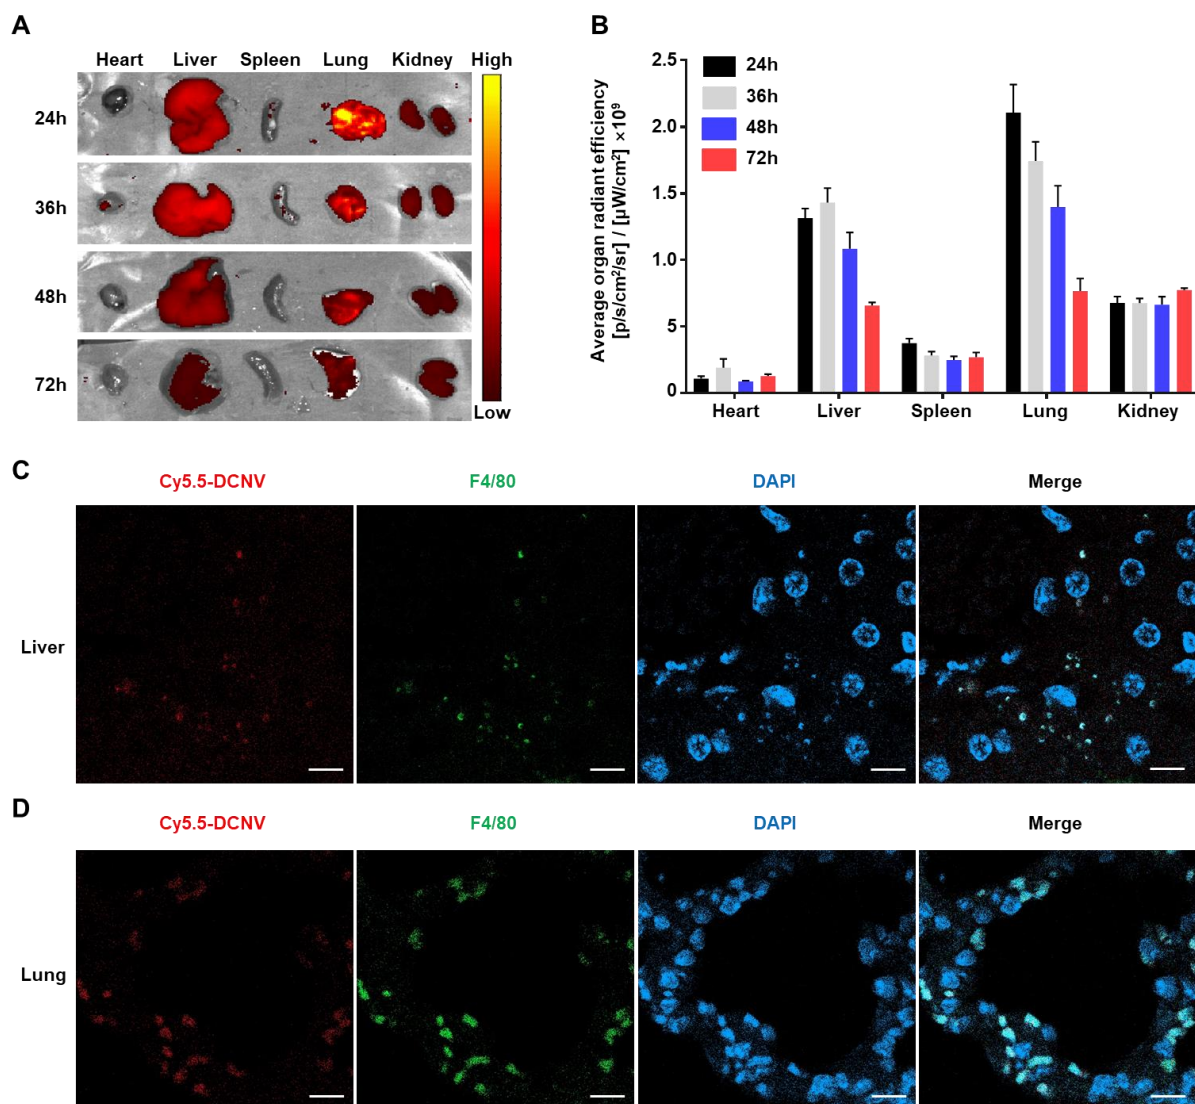 A
Heart Liver Spleen Lung Kidney High
24h
36h
48h
72h
Low
B
Average organ radiant efficiency
[p/s/cm²/sr] / [μW/cm²] ×10⁹
2.5
2.0
1.5
1.0
5
0
24h
36h
48h
72h
Heart Liver Spleen Lung Kidney
C
Cy5.5-DCNV F4/80 DAPI Merge
Liver
D
Cy5.5-DCNV F4/80 DAPI Merge
Lung